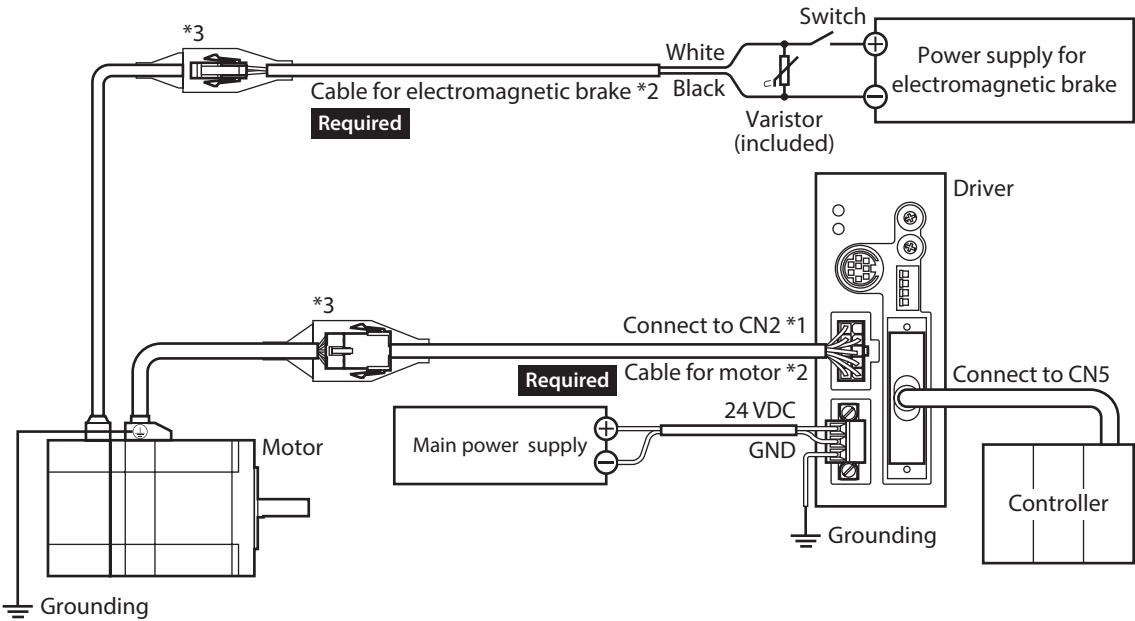 *3
Switch
White
Power supply for
electromagnetic brake
Cable for electromagnetic brake *2
Black
Required
Varistor
(included)
Driver
*3
Connect to CN2 *1
Required
Cable for motor *2
Connect to CN5
24 VDC
Main power supply
GND
Motor
Controller
Grounding
Grounding